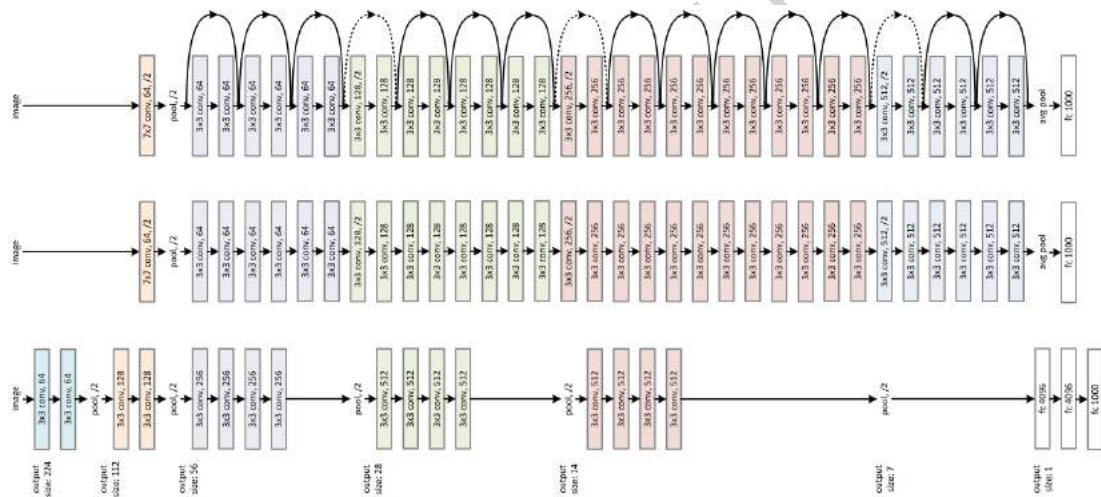 output
size: 224
output
size: 112
output
size: 56
output
size: 28
output
size: 14
output
size: 7
output
size: 1
image
3x3 conv, 64
3x3 conv, 64
pool, /2
3x3 conv, 128
3x3 conv, 128
pool, /2
3x3 conv, 256
3x3 conv, 256
3x3 conv, 256
3x3 conv, 256
pool, /2
3x3 conv, 512
3x3 conv, 512
3x3 conv, 512
3x3 conv, 512
pool, /2
3x3 conv, 512
3x3 conv, 512
3x3 conv, 512
3x3 conv, 512
pool, /2
fc 4096
fc 4096
fc 1000
image
7x7 conv, 64, /2
pool, /2
3x3 conv, 64
3x3 conv, 64
3x3 conv, 64
3x3 conv, 64
3x3 conv, 64
3x3 conv, 64
3x3 conv, 128, /2
3x3 conv, 128
3x3 conv, 128
3x3 conv, 128
3x3 conv, 128
3x3 conv, 128
3x3 conv, 128
3x3 conv, 128
3x3 conv, 256, /2
3x3 conv, 256
3x3 conv, 256
3x3 conv, 256
3x3 conv, 256
3x3 conv, 256
3x3 conv, 256
3x3 conv, 256
3x3 conv, 256
3x3 conv, 256
3x3 conv, 256
3x3 conv, 256
3x3 conv, 512, /2
3x3 conv, 512
3x3 conv, 512
3x3 conv, 512
3x3 conv, 512
3x3 conv, 512
avg pool
fc 1000
image
7x7 conv, 64, /2
pool, /2
3x3 conv, 64
3x3 conv, 64
3x3 conv, 64
3x3 conv, 64
3x3 conv, 64
3x3 conv, 64
3x3 conv, 128, /2
3x3 conv, 128
3x3 conv, 128
3x3 conv, 128
3x3 conv, 128
3x3 conv, 128
3x3 conv, 128
3x3 conv, 128
3x3 conv, 256, /2
3x3 conv, 256
3x3 conv, 256
3x3 conv, 256
3x3 conv, 256
3x3 conv, 256
3x3 conv, 256
3x3 conv, 256
3x3 conv, 256
3x3 conv, 256
3x3 conv, 256
3x3 conv, 256
3x3 conv, 512, /2
3x3 conv, 512
3x3 conv, 512
3x3 conv, 512
3x3 conv, 512
3x3 conv, 512
avg pool
fc 1000